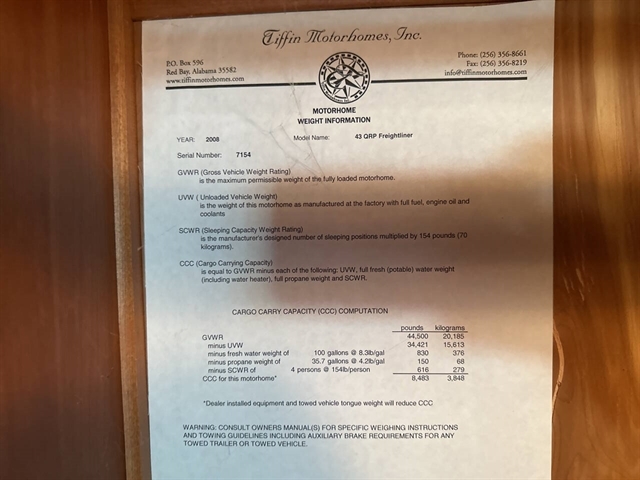 Tiffin Motorhomes, Inc.
P.O. Box 596
Red Bay, Alabama 35582
www.tiffinmotorhomes.com
Phone: (256) 356-8661
Fax: (256) 356-8219
info@tiffinmotorhomes.com
MOTORHOME
WEIGHT INFORMATION
YEAR: 2008 Model Name: 43 QRP Freightliner
Serial Number: 7154
GVWR (Gross Vehicle Weight Rating)
is the maximum permissible weight of the fully loaded motorhome.
UVW ( Unloaded Vehicle Weight)
is the weight of this motorhome as manufactured at the factory with full fuel, engine oil and
coolants
SCWR (Sleeping Capacity Weight Rating)
is the manufacturer's designed number of sleeping positions multiplied by 154 pounds (70
kilograms).
CCC (Cargo Carrying Capacity)
is equal to GVWR minus each of the following: UVW, full fresh (potable) water weight
(including water heater), full propane weight and SCWR.
CARGO CARRY CAPACITY (CCC) COMPUTATION
pounds kilograms
GVWR 44,500 20,185
minus UVW 34,421 15,613
minus fresh water weight of 100 gallons @ 8.3lb/gal 830 376
minus propane weight of 35.7 gallons @ 4.2lb/gal 150 68
minus SCWR of 4 persons @ 154lb/person 616 279
CCC for this motorhome* 8,483 3,848
*Dealer installed equipment and towed vehicle tongue weight will reduce CCC
WARNING: CONSULT OWNERS MANUAL(S) FOR SPECIFIC WEIGHING INSTRUCTIONS
AND TOWING GUIDELINES INCLUDING AUXILIARY BRAKE REQUIREMENTS FOR ANY
TOWED TRAILER OR TOWED VEHICLE.